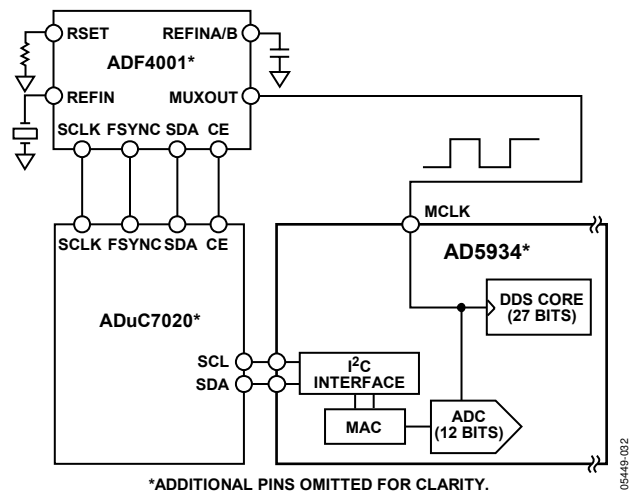 RSET REFINA/B
ADF4001*
REFIN MUXOUT
SCLK FSYNC SDA CE
MCLK
SCLK FSYNC SDA CE
AD5934*
DDS CORE
(27 BITS)
ADuC7020*
SCL
I2C
INTERFACE
SDA
MAC
ADC
(12 BITS)
*ADDITIONAL PINS OMITTED FOR CLARITY.
05449-032